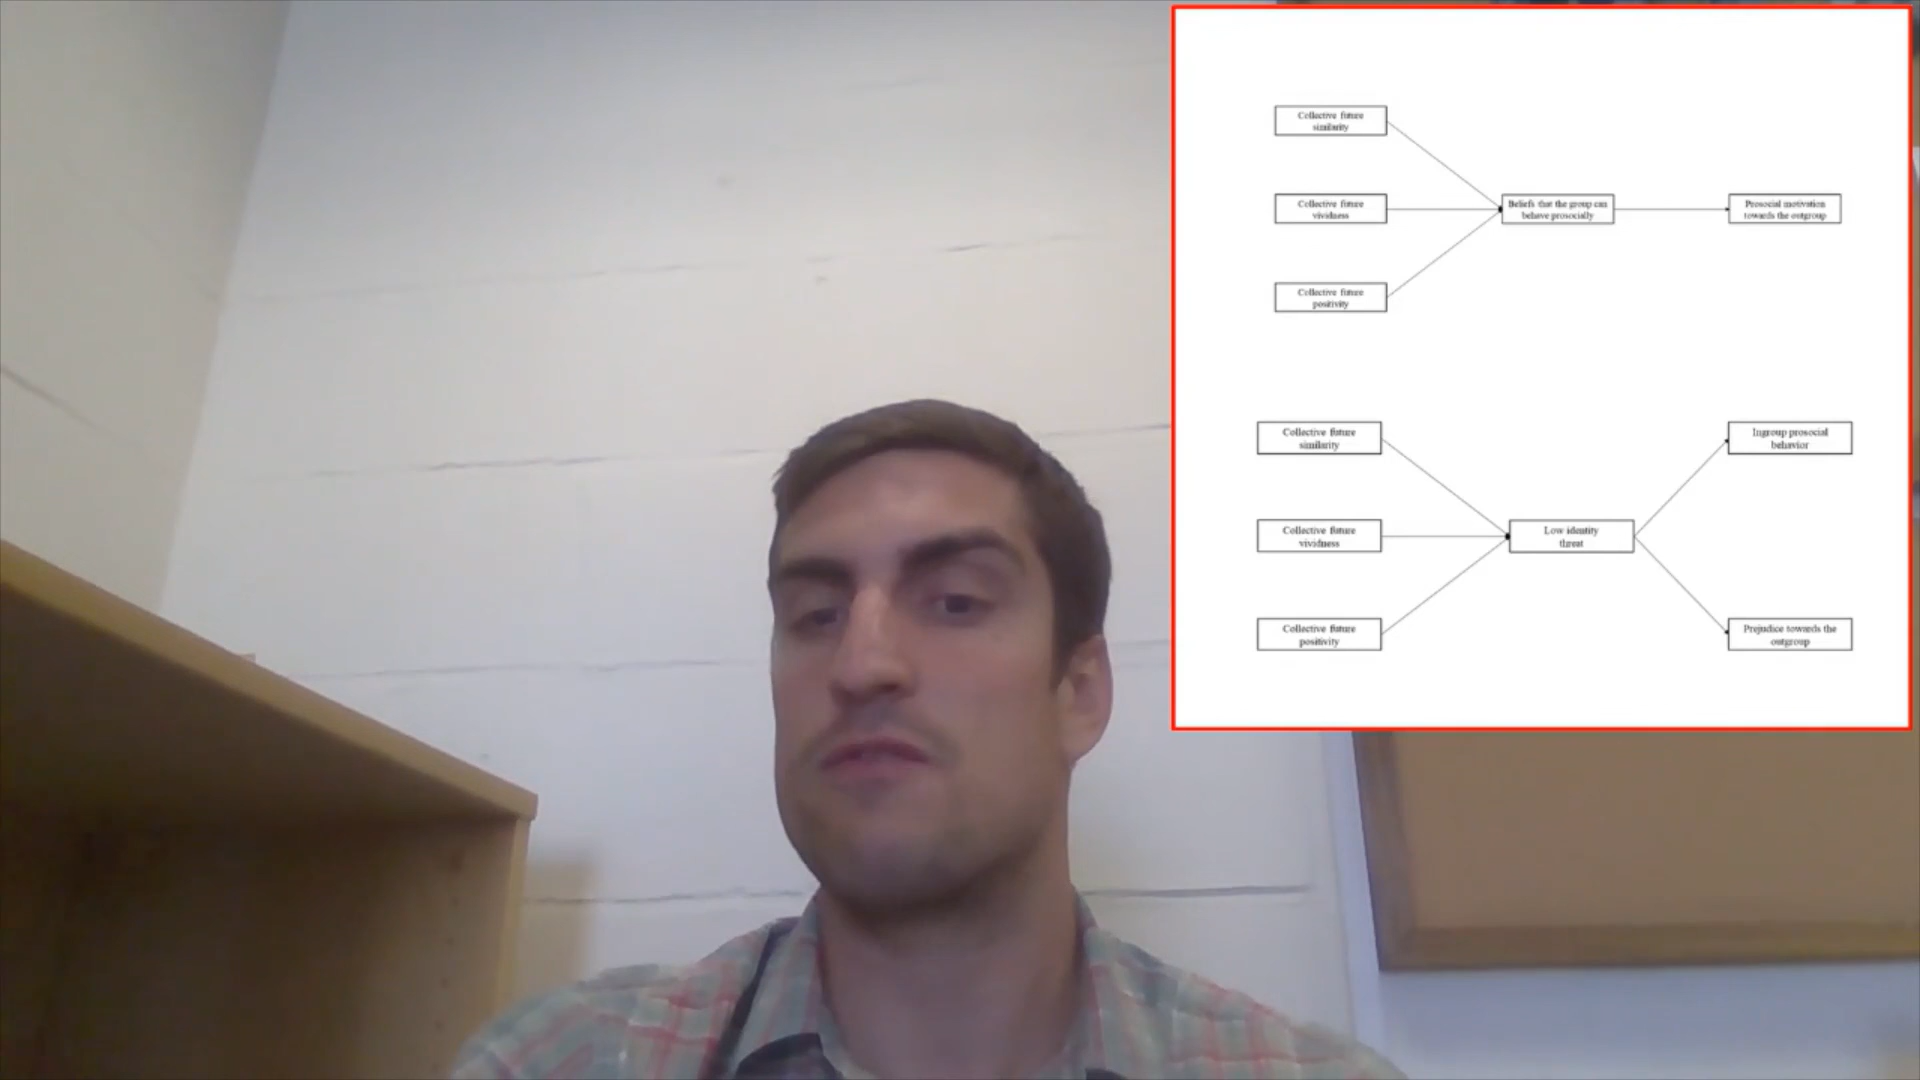 Collective future
similarity
Collective future
vividness
Beliefs that the group can
behave prosocially
Prosocial motivation
towards the outgroup
Collective future
positivity
Collective future
similarity
Ingroup prosocial
behavior
Collective future
vividness
Low identity
threat
Collective future
positivity
Prejudice towards the
outgroup